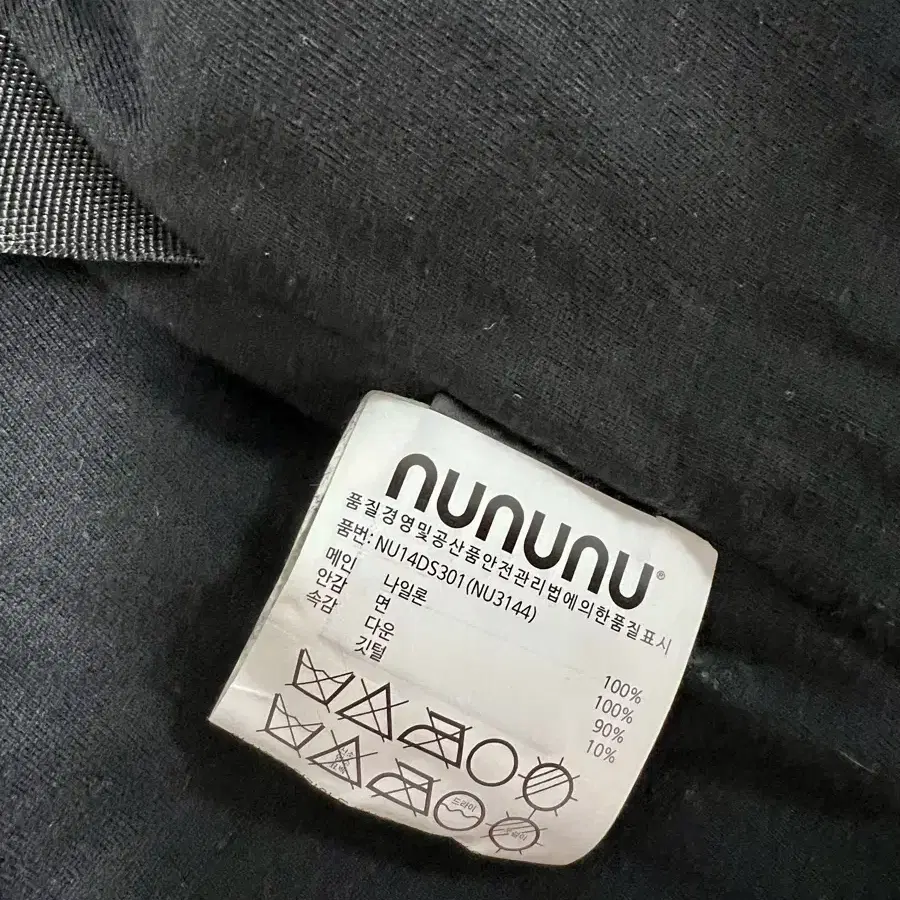 nununu®
품질경영및공산품안전관리법에의한품질표시
품번: NU14DS301(NU3144)
메인 나일론 100%
안감 면 100%
속감 다운 90%
깃털 10%
드라이